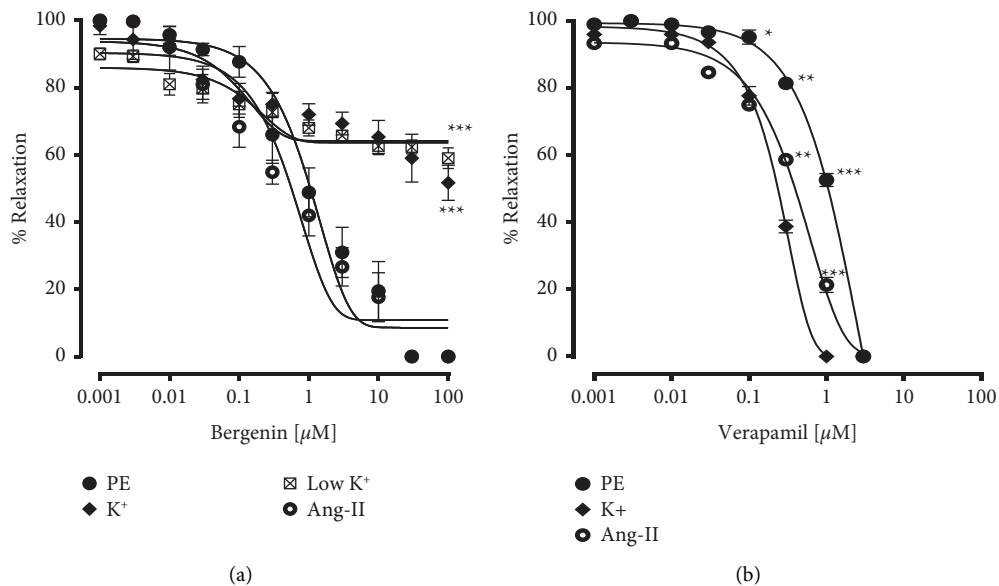 100
80
60
40
20
0
% Relaxation
***
***
0.001 0.01 0.1 1 10 100
Bergenin [µM]
PE Low K⁺
K⁺ Ang-II
(a)
100
80
60
40
20
0
% Relaxation
*
**
**
***
***
0.001 0.01 0.1 1 10 100
Verapamil [µM]
PE
K+
Ang-II
(b)